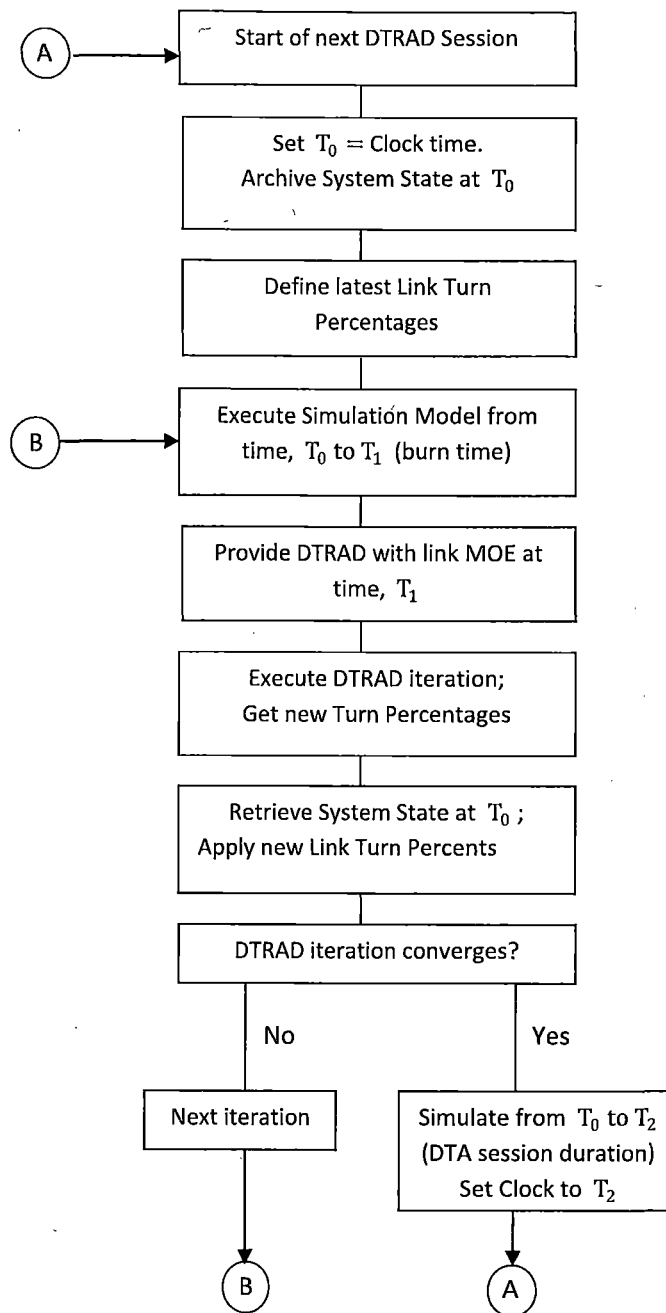 A
Start of next DTRAD Session
Set T₀ = Clock time.
Archive System State at T₀
Define latest Link Turn
Percentages
B
Execute Simulation Model from
time, T₀ to T₁ (burn time)
Provide DTRAD with link MOE at
time, T₁
Execute DTRAD iteration;
Get new Turn Percentages
Retrieve System State at T₀ ;
Apply new Link Turn Percents
DTRAD iteration converges?
No
Yes
Next iteration
Simulate from T₀ to T₂
(DTA session duration)
Set Clock to T₂
B
A